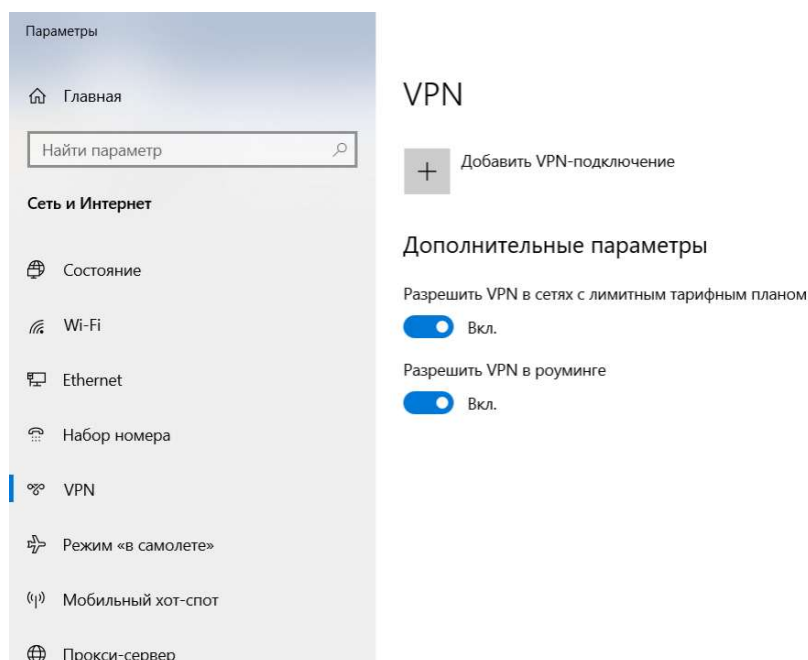 Параметры
Главная
Найти параметр
Сеть и Интернет
Состояние
Wi-Fi
Ethernet
Набор номера
VPN
Режим «в самолете»
Мобильный хот-спот
Прокси-сервер
VPN
Добавить VPN-подключение
Дополнительные параметры
Разрешить VPN в сетях с лимитным тарифным планом
Вкл.
Разрешить VPN в роуминге
Вкл.